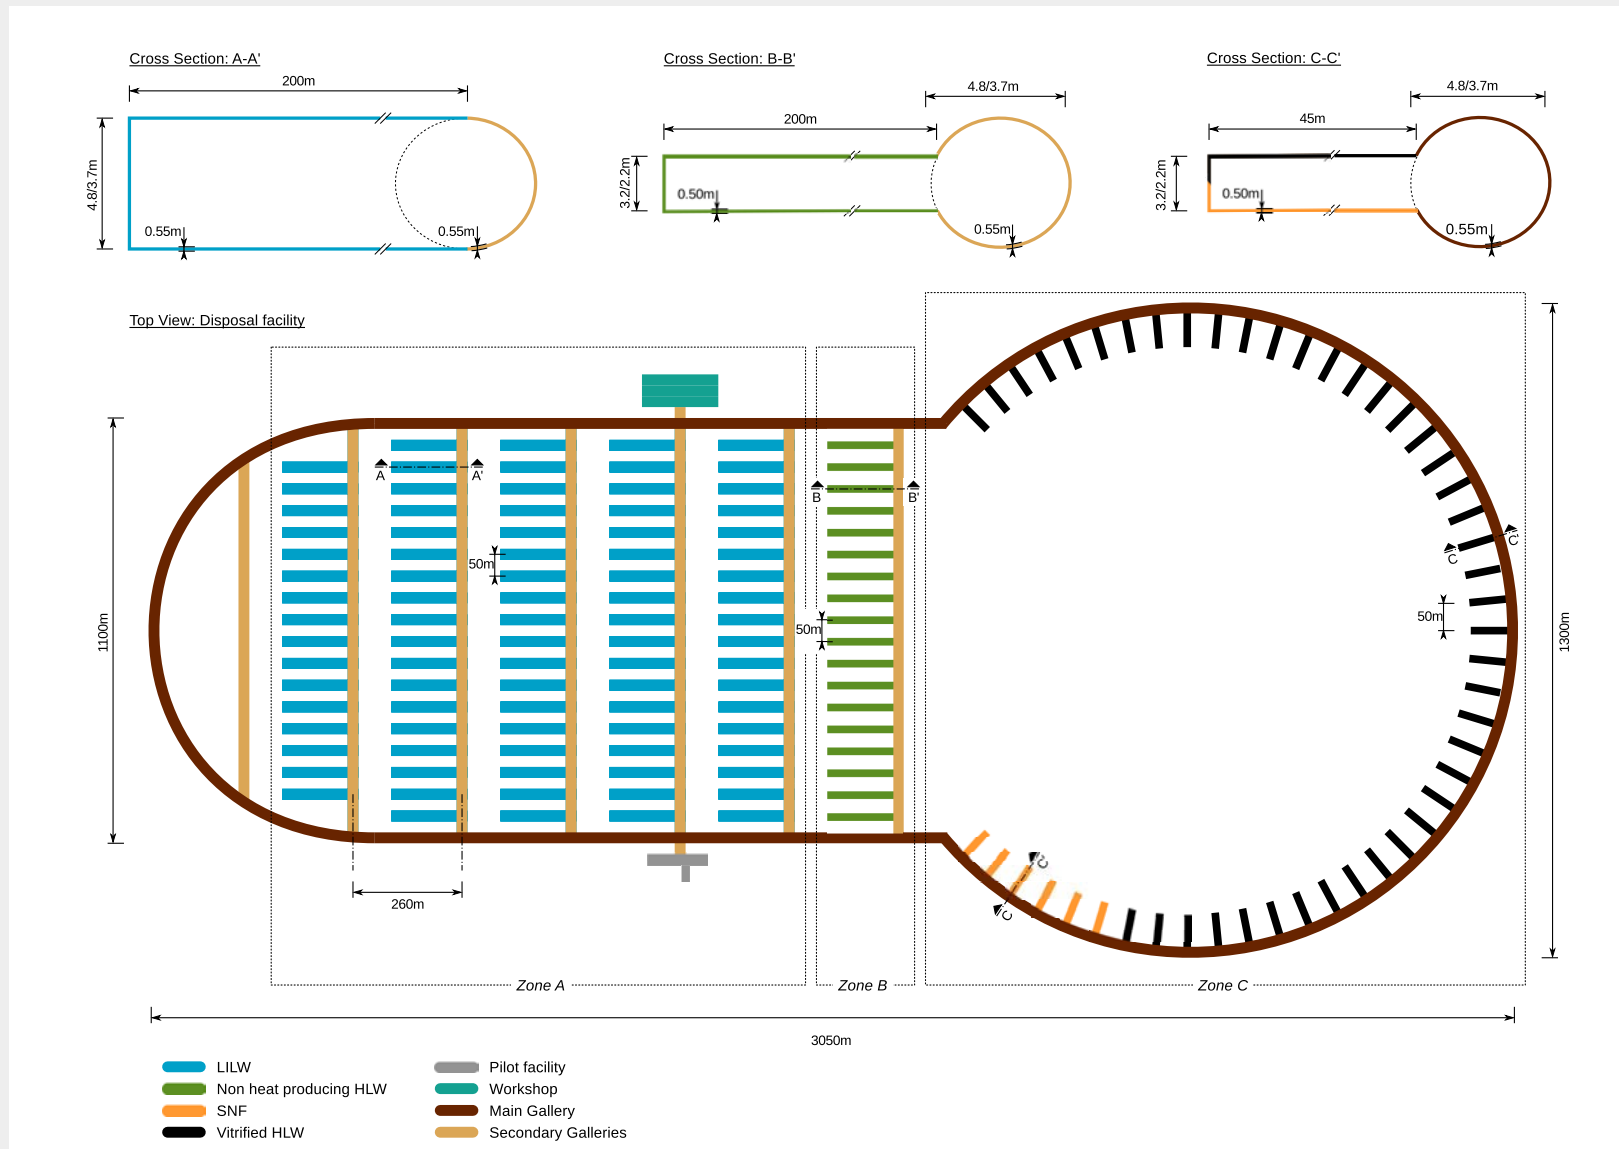 Cross Section: A-A'
Cross Section: B-B'
Cross Section: C-C'
200m
4.8/3.7m
0.55m
0.55m
4.8/3.7m
200m
3.2/2.2m
0.50m
0.55m
4.8/3.7m
45m
3.2/2.2m
0.50m
0.55m
Top View: Disposal facility
A
A'
B
B'
50m
50m
C
C'
50m
1100m
1300m
C'
C
260m
Zone A
Zone B
Zone C
3050m
LILW
Non heat producing HLW
SNF
Vitrified HLW
Pilot facility
Workshop
Main Gallery
Secondary Galleries